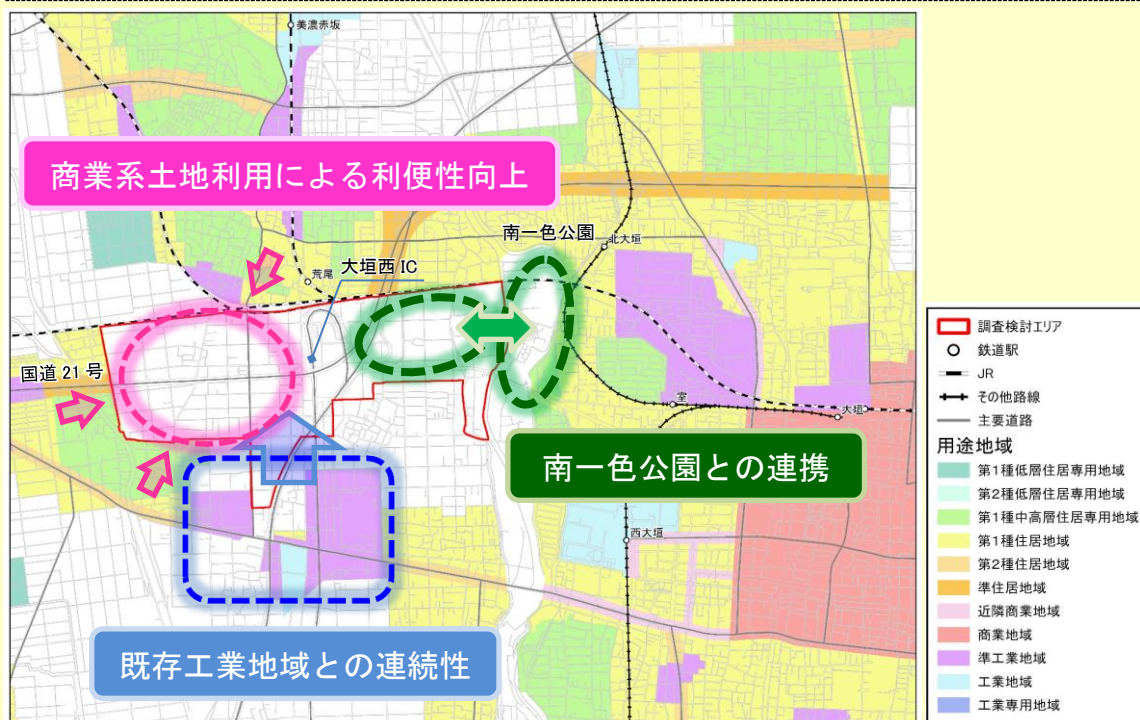 美濃赤坂
商業系土地利用による利便性向上
南一色公園
北大垣
荒尾
大垣西 IC
国道 21 号
室
大垣
南一色公園との連携
西大垣
既存工業地域との連続性
調査検討エリア
鉄道駅
JR
その他路線
主要道路
用途地域
第1種低層住居専用地域
第2種低層住居専用地域
第1種中高層住居専用地域
第1種住居地域
第2種住居地域
準住居地域
近隣商業地域
商業地域
準工業地域
工業地域
工業専用地域